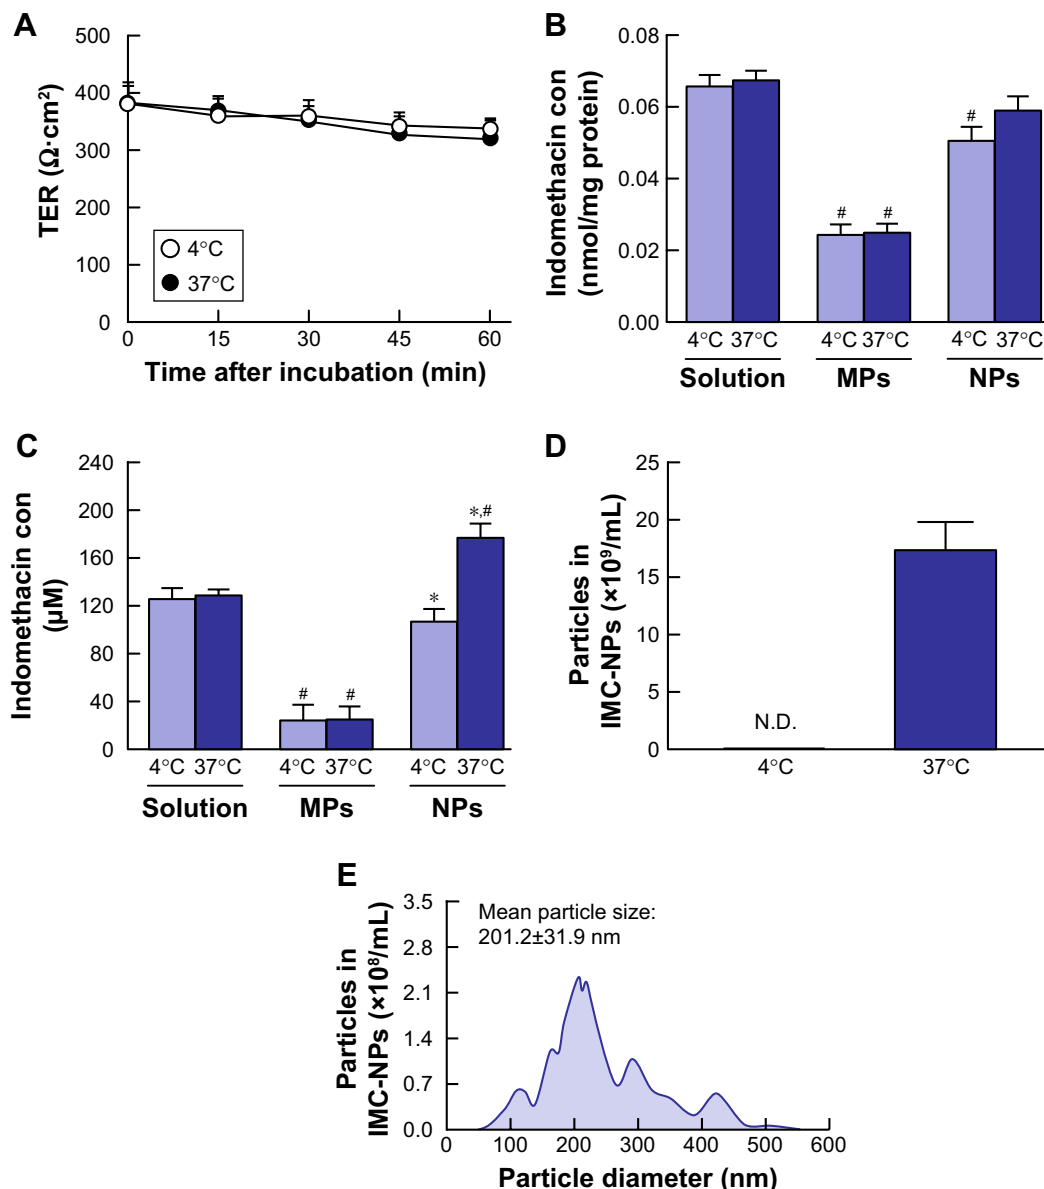 A
TER (Ω·cm²)
500
400
300
200
100
0
4°C
37°C
0 15 30 45 60
Time after incubation (min)
B
Indomethacin con
(nmol/mg protein)
0.08
0.06
0.04
0.02
0.00
# # #
4°C 37°C 4°C 37°C 4°C 37°C
Solution MPs NPs
C
Indomethacin con
(µM)
240
200
160
120
80
40
0
# # * *,#
4°C 37°C 4°C 37°C 4°C 37°C
Solution MPs NPs
D
Particles in
IMC-NPs (×10⁹/mL)
25
20
15
10
5
0
N.D.
4°C 37°C
E
Particles in
IMC-NPs (×10⁸/mL)
3.5
2.8
2.1
1.4
0.7
0.0
Mean particle size:
201.2±31.9 nm
0 100 200 300 400 500 600
Particle diameter (nm)